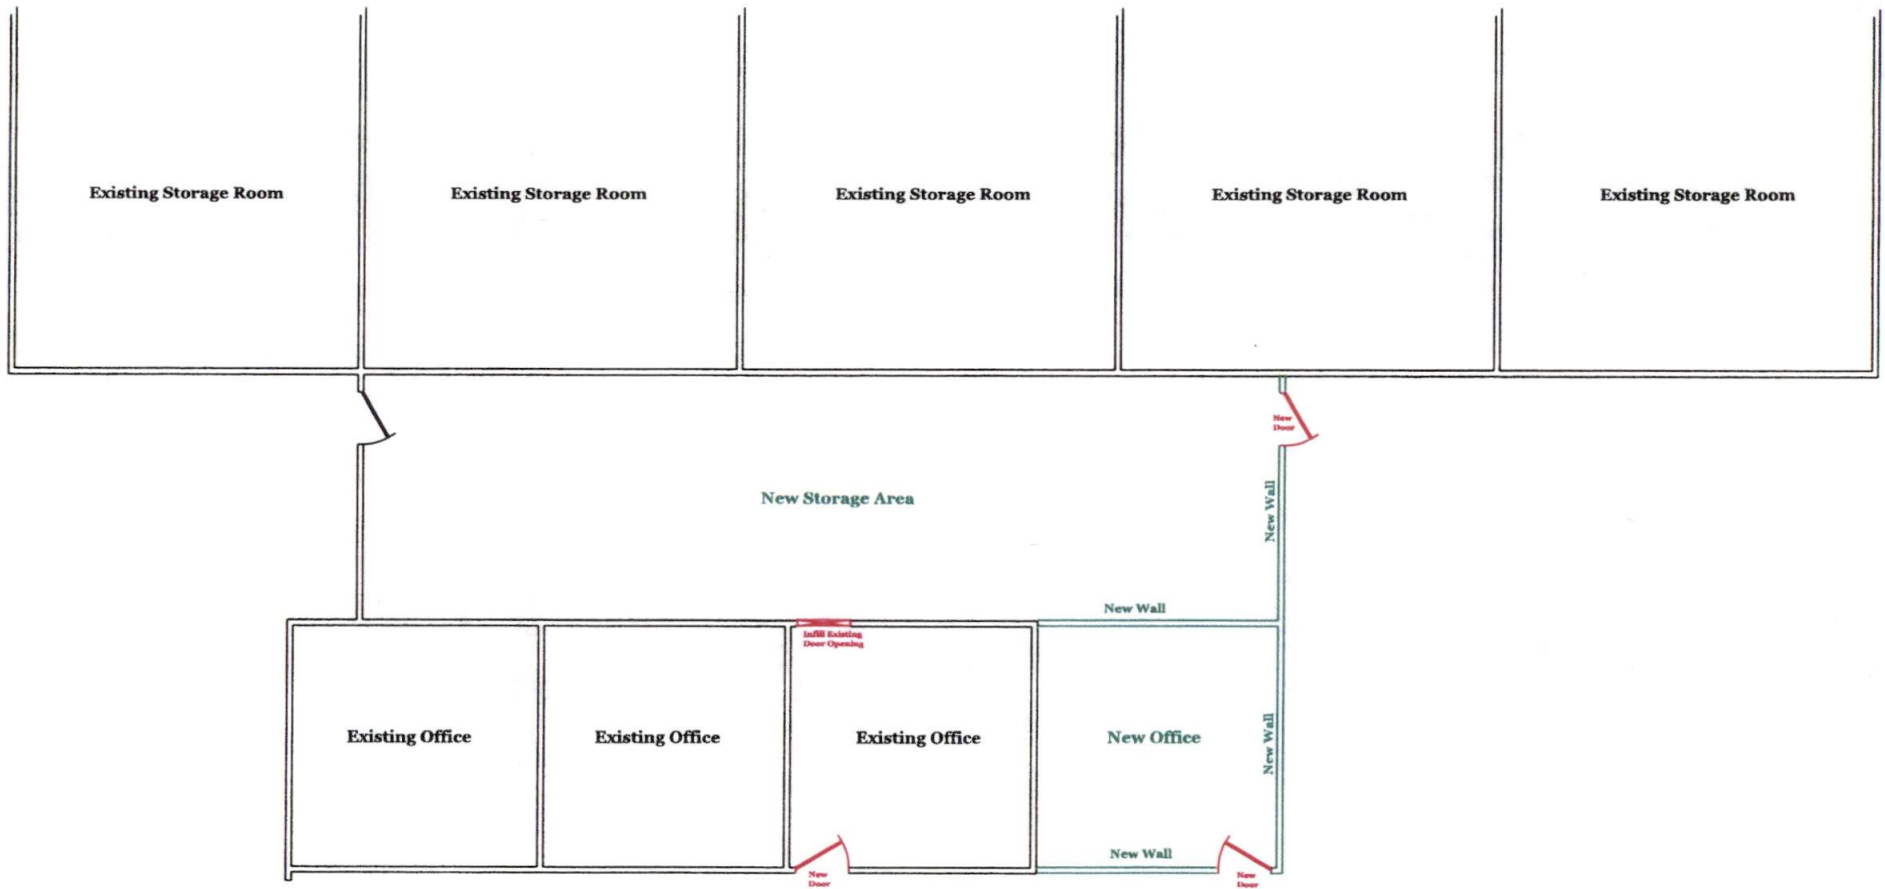 Existing Storage Room
Existing Storage Room
Existing Storage Room
Existing Storage Room
Existing Storage Room
New
Door
New Storage Area
New Wall
New Wall
Infill Existing
Door Opening
Existing Office
Existing Office
Existing Office
New Office
New Wall
New Wall
New
Door
New
Door